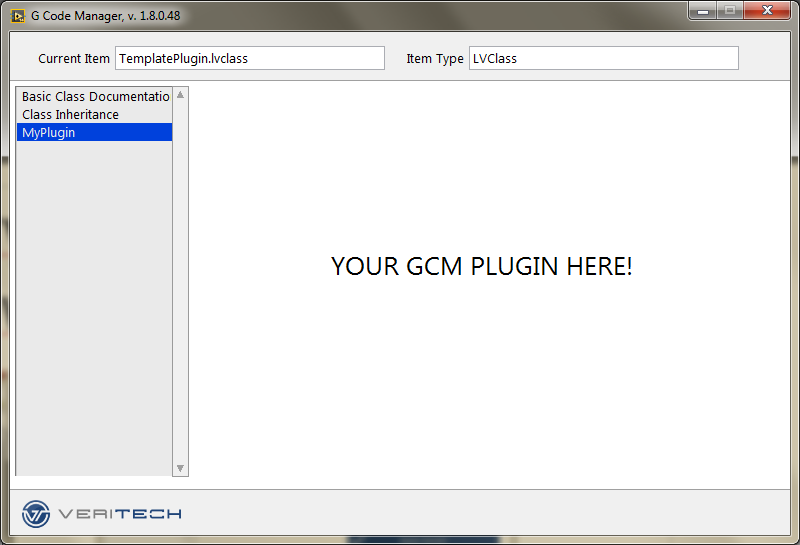 G Code Manager, v. 1.8.0.48
Current Item TemplatePlugin.lvclass Item Type LVClass
Basic Class Documentatio
Class Inheritance
MyPlugin
YOUR GCM PLUGIN HERE!
VERITECH